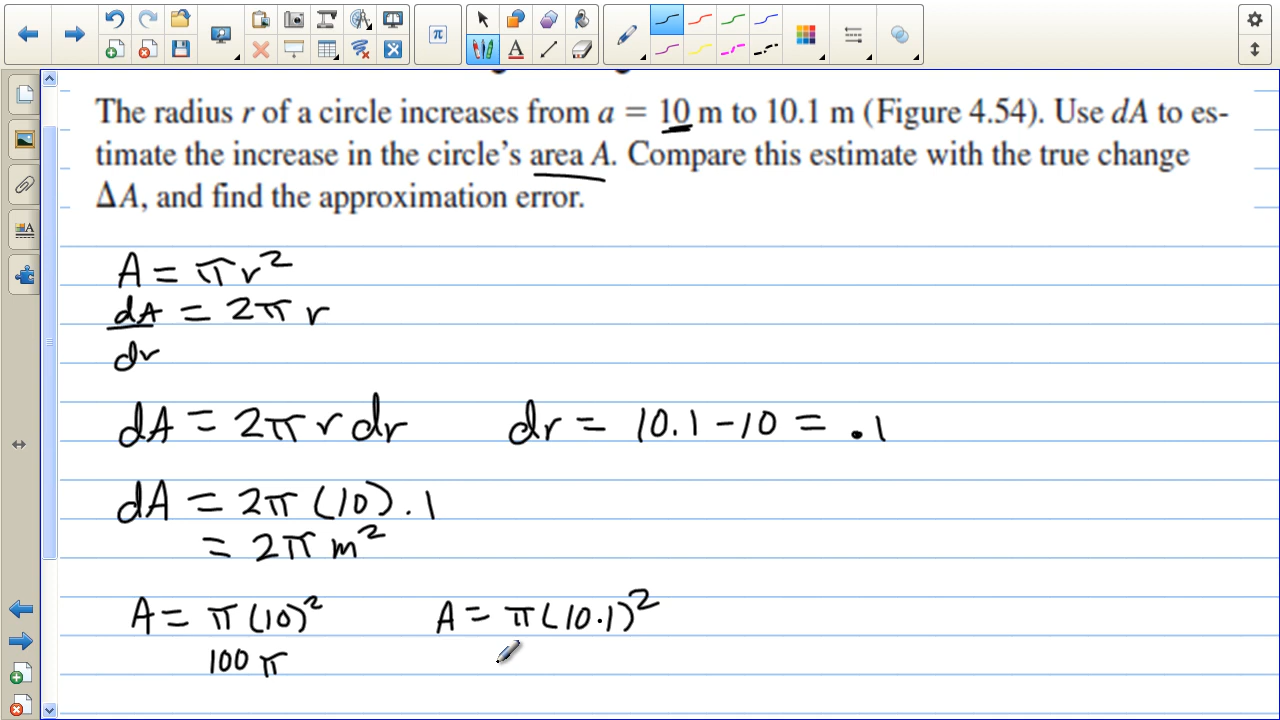 The radius r of a circle increases from a = 10 m to 10.1 m (Figure 4.54). Use dA to es-
timate the increase in the circle's area A. Compare this estimate with the true change
ΔA, and find the approximation error.
A = πr²
dA = 2π r
dr
dA = 2π r dr dr = 10.1 - 10 = .1
dA = 2π (10) .1
= 2π m²
A = π (10)² A = π(10.1)²
100 π